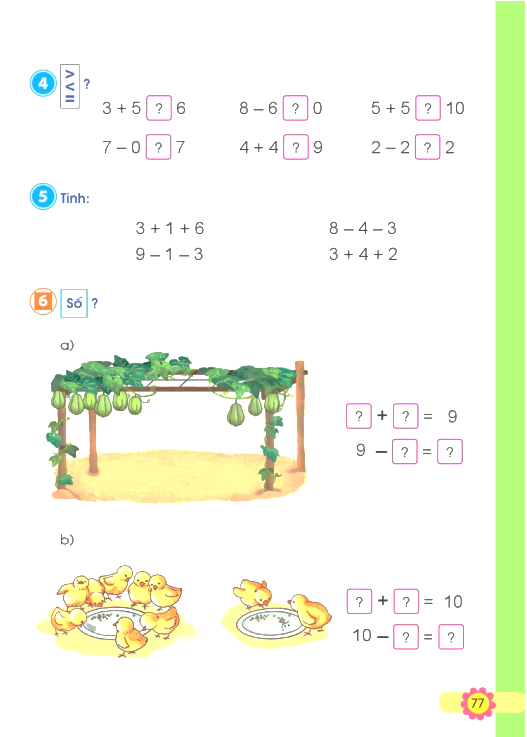 4 > < = ?
3 + 5 ? 6 8 – 6 ? 0 5 + 5 ? 10
7 – 0 ? 7 4 + 4 ? 9 2 – 2 ? 2
5 Tính:
3 + 1 + 6 8 – 4 – 3
9 – 1 – 3 3 + 4 + 2
6 Số ?
a)
? + ? = 9
9 – ? = ?
b)
? + ? = 10
10 – ? = ?
77